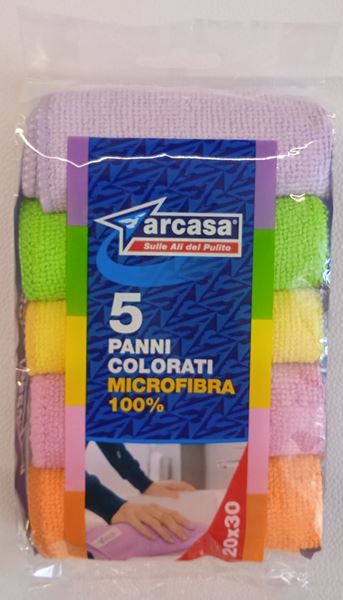 arcasa®
Sulle Ali del Pulito
5
PANNI
COLORATI
MICROFIBRA
100%
20x30